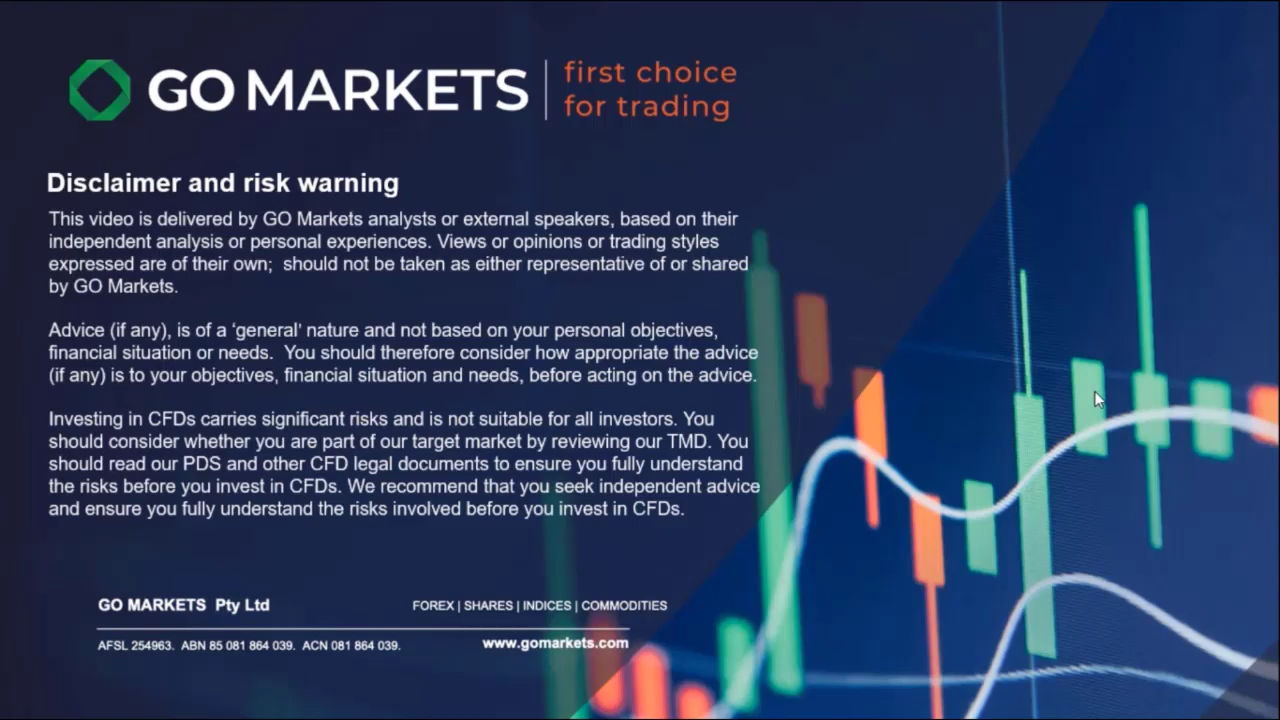 GO MARKETS
first choice
for trading
Disclaimer and risk warning
This video is delivered by GO Markets analysts or external speakers, based on their
independent analysis or personal experiences. Views or opinions or trading styles
expressed are of their own;  should not be taken as either representative of or shared
by GO Markets.
Advice (if any), is of a ‘general’ nature and not based on your personal objectives,
financial situation or needs.  You should therefore consider how appropriate the advice
(if any) is to your objectives, financial situation and needs, before acting on the advice.
Investing in CFDs carries significant risks and is not suitable for all investors. You
should consider whether you are part of our target market by reviewing our TMD. You
should read our PDS and other CFD legal documents to ensure you fully understand
the risks before you invest in CFDs. We recommend that you seek independent advice
and ensure you fully understand the risks involved before you invest in CFDs.
GO MARKETS  Pty Ltd
FOREX | SHARES | INDICES | COMMODITIES
AFSL 254963.  ABN 85 081 864 039.  ACN 081 864 039.
www.gomarkets.com